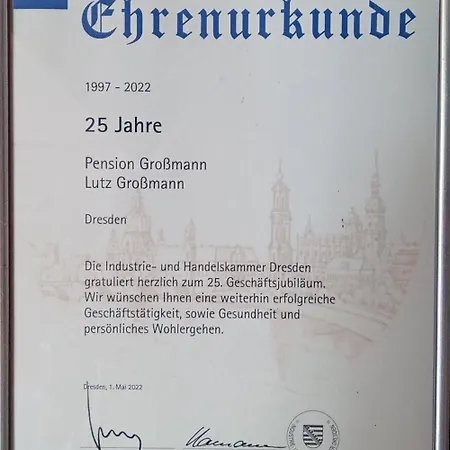 Ehrenurkunde
1997 - 2022
25 Jahre
Pension Großmann
Lutz Großmann
Dresden
Die Industrie- und Handelskammer Dresden
gratuliert herzlich zum 25. Geschäftsjubiläum.
Wir wünschen Ihnen eine weiterhin erfolgreiche
Geschäftstätigkeit, sowie Gesundheit und
persönliches Wohlergehen.
Dresden, 1. Mai 2022